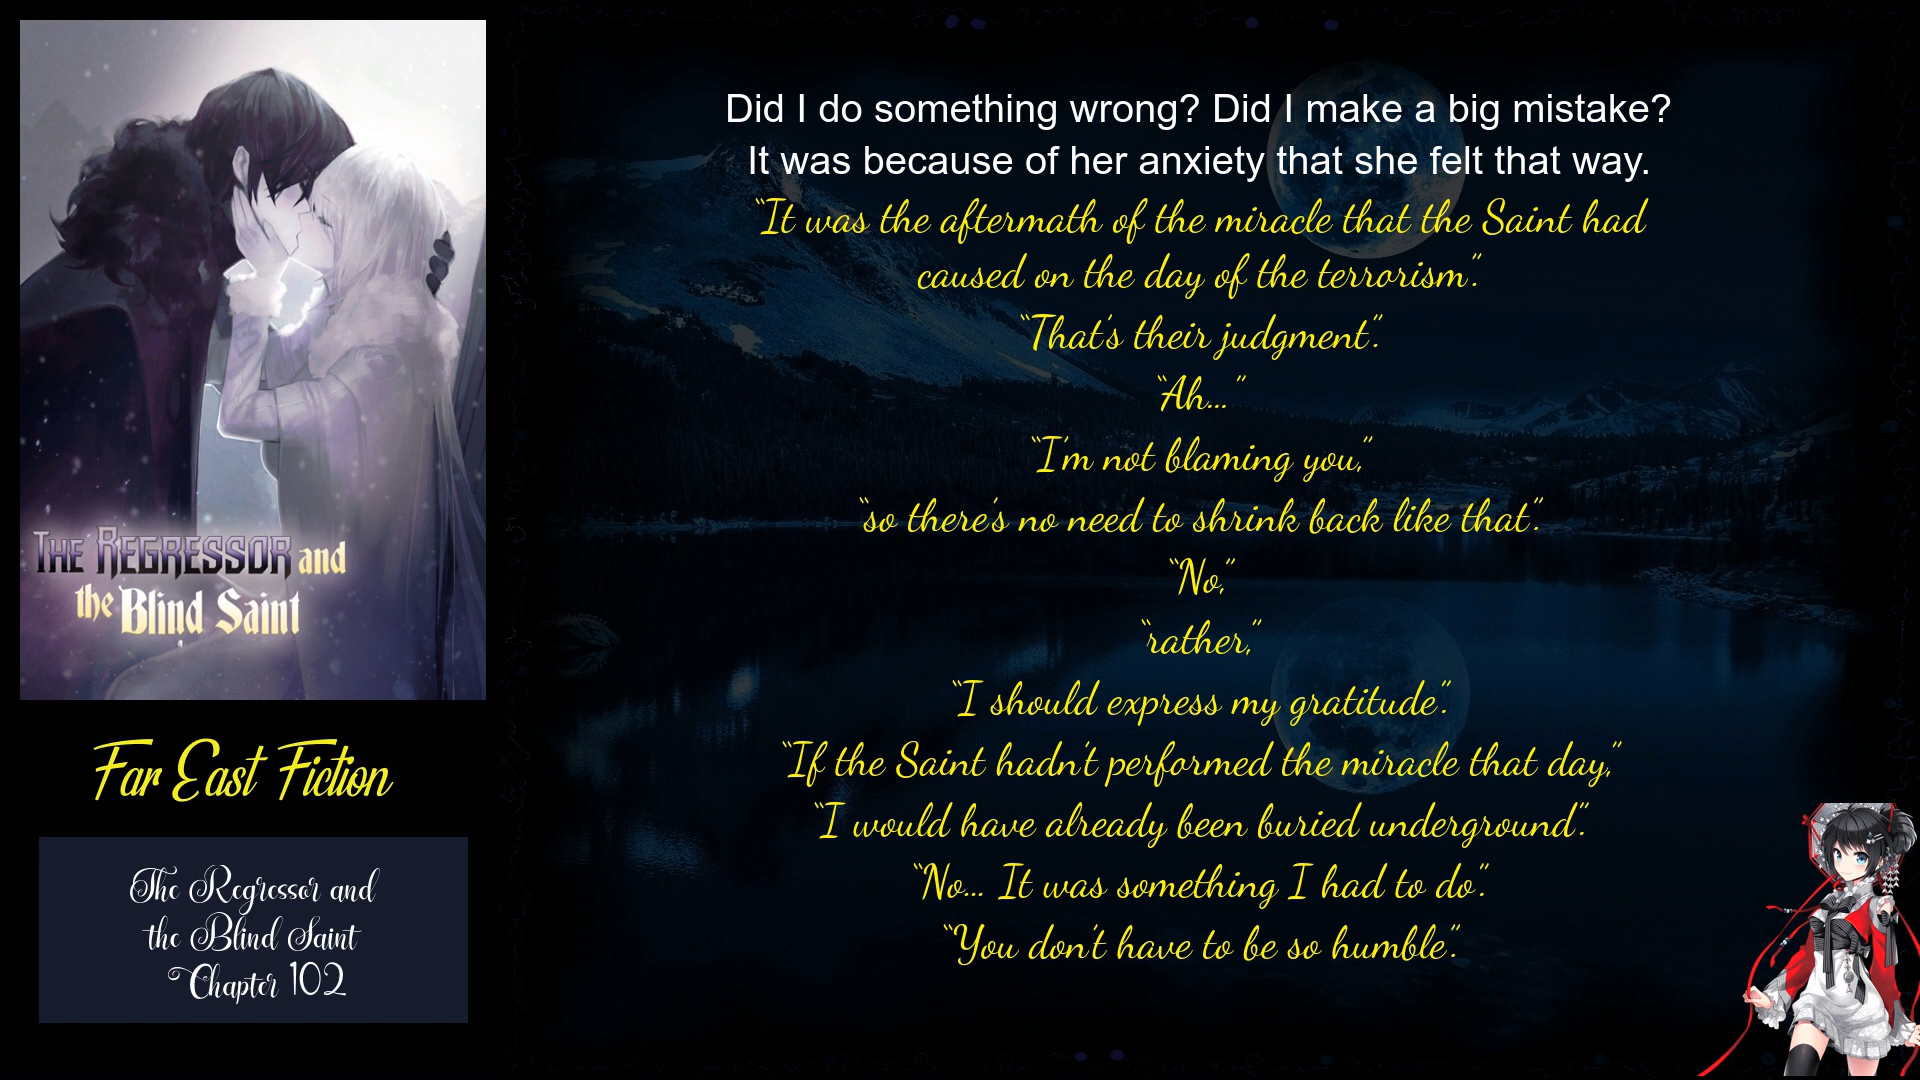 THE REGRESSOR and
the Blind Saint
Far East Fiction
The Regressor and
the Blind Saint
Chapter 102
Did I do something wrong? Did I make a big mistake?
It was because of her anxiety that she felt that way.
“It was the aftermath of the miracle that the Saint had
caused on the day of the terrorism”.
“That’s their judgment”.
“Ah...”
“I’m not blaming you,”
“so there’s no need to shrink back like that”.
“No,”
“rather,”
“I should express my gratitude”.
“If the Saint hadn’t performed the miracle that day,”
“I would have already been buried underground”.
“No... It was something I had to do”.
“You don’t have to be so humble”.